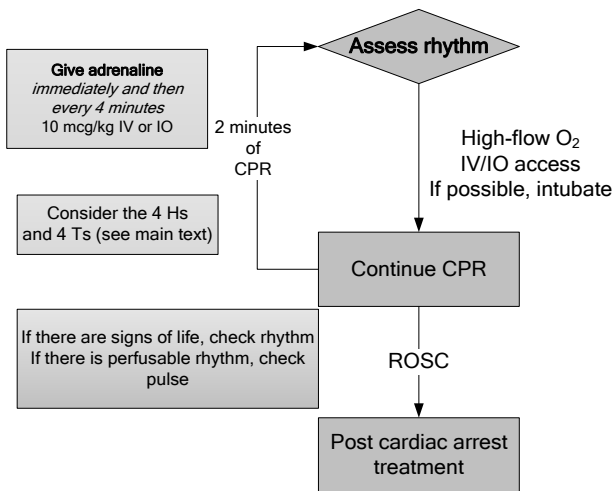 Assess rhythm
Give adrenaline
immediately and then
every 4 minutes
10 mcg/kg IV or IO
2 minutes
of
CPR
High-flow O₂
IV/IO access
If possible, intubate
Consider the 4 Hs
and 4 Ts (see main text)
Continue CPR
If there are signs of life, check rhythm
If there is perfusable rhythm, check
pulse
ROSC
Post cardiac arrest
treatment